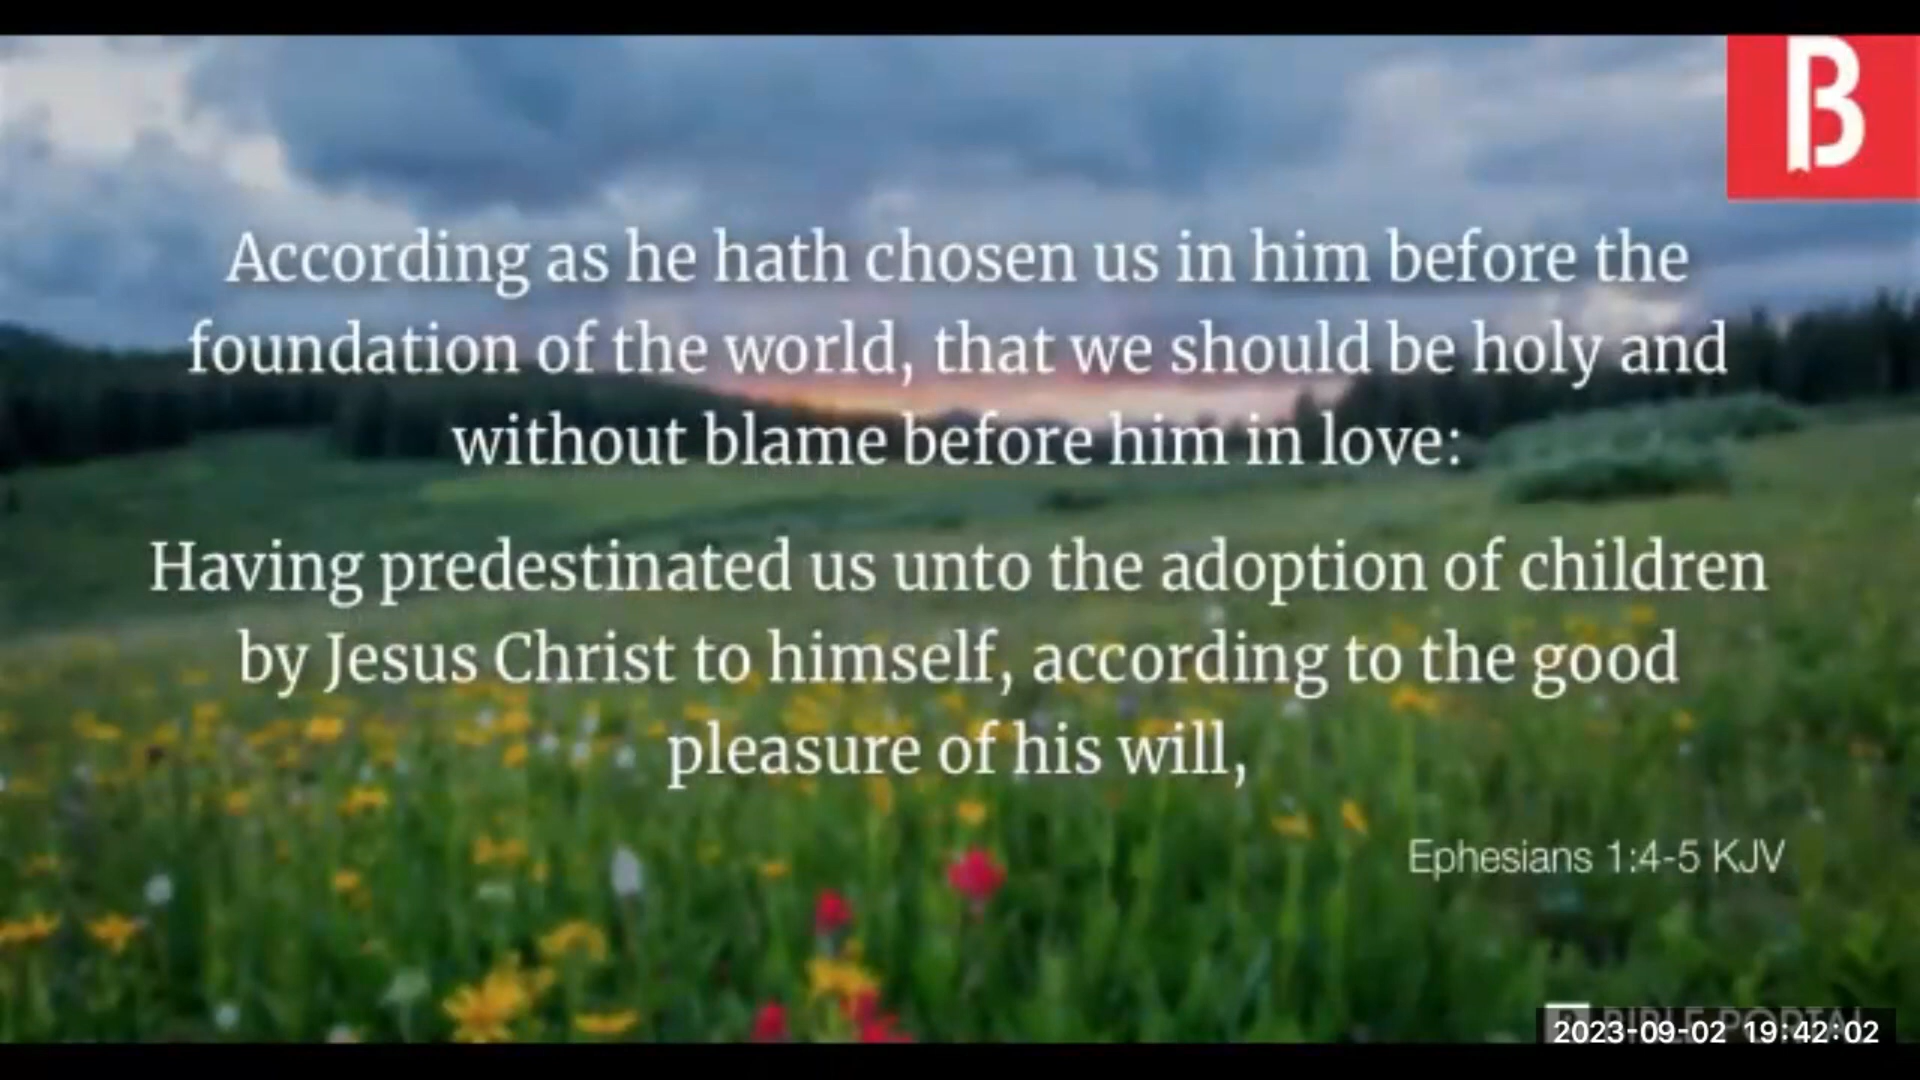 B
According as he hath chosen us in him before the
foundation of the world, that we should be holy and
without blame before him in love:
Having predestinated us unto the adoption of children
by Jesus Christ to himself, according to the good
pleasure of his will,
Ephesians 1:4-5 KJV
BIBLE PORTAL
2023-09-02 19:42:02